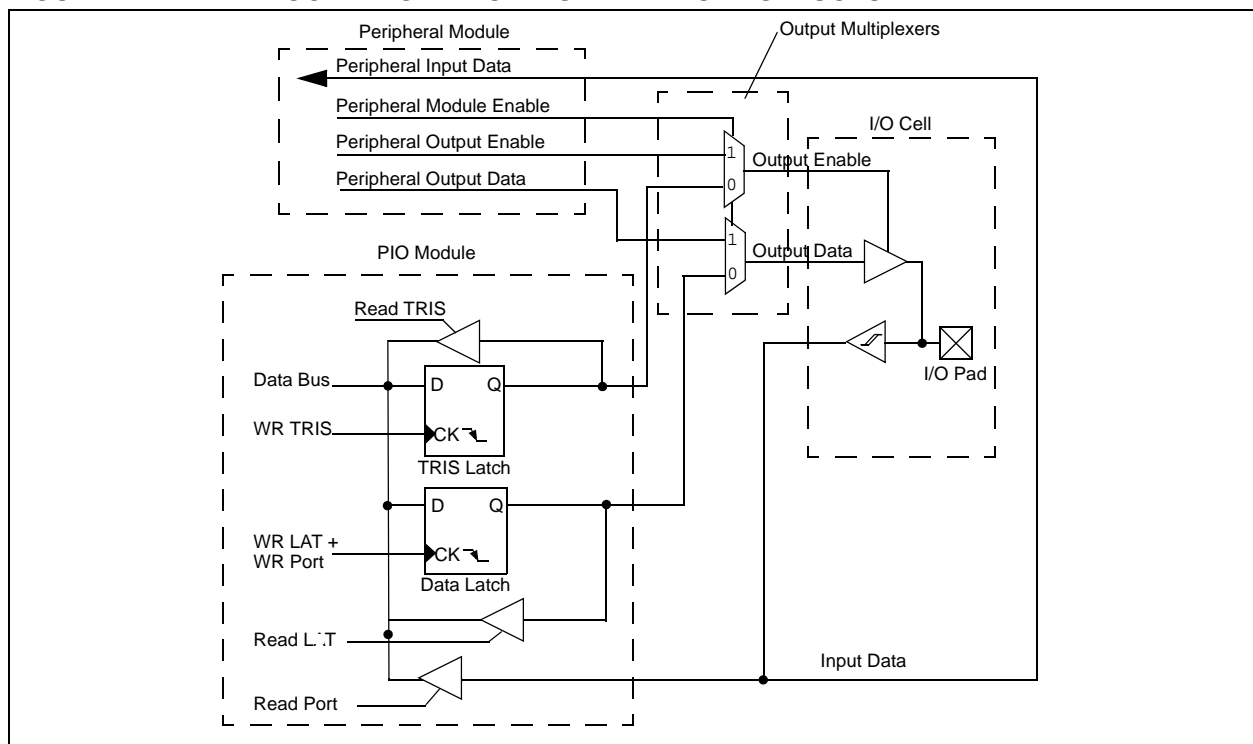 Peripheral Module
Output Multiplexers
Peripheral Input Data
Peripheral Module Enable
I/O Cell
Peripheral Output Enable
1
Output Enable
Peripheral Output Data
0
1
PIO Module
Output Data
0
Read TRIS
I/O Pad
Data Bus
D Q
WR TRIS
CK
TRIS Latch
D Q
WR LAT +
WR Port
CK
Data Latch
Read
Input Data
Read Port